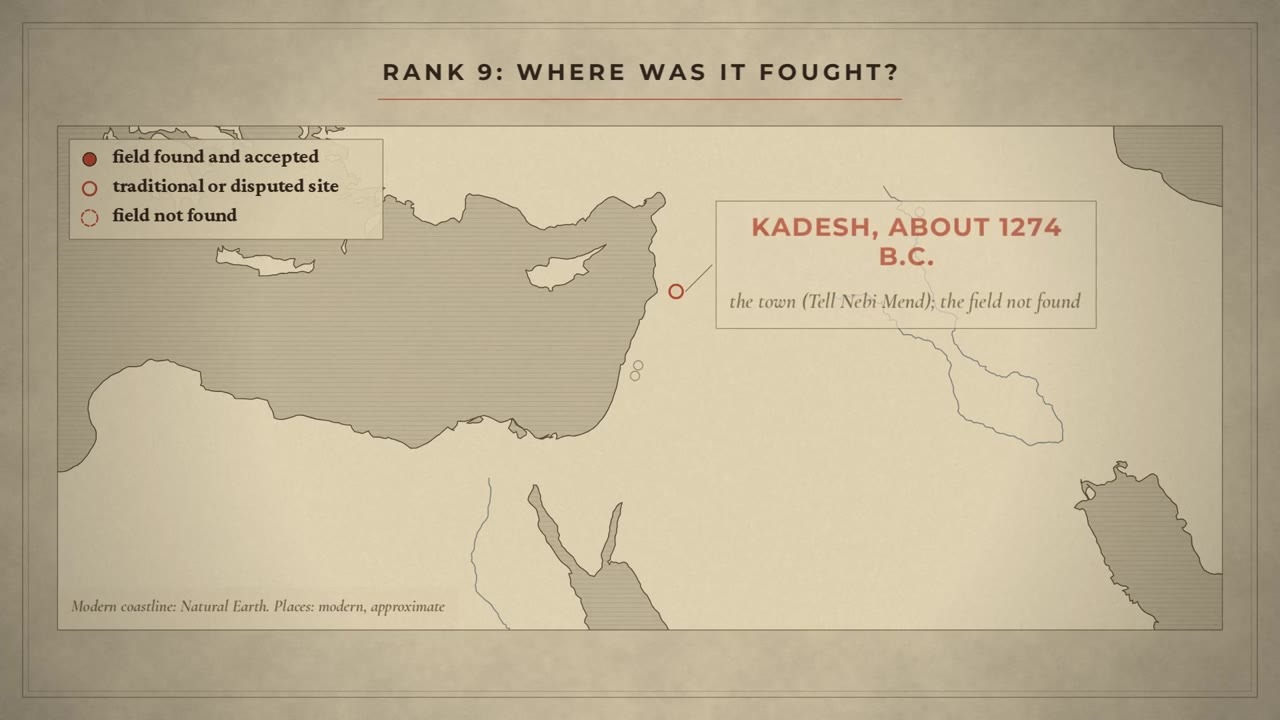 RANK 9: WHERE WAS IT FOUGHT?
field found and accepted
traditional or disputed site
field not found
KADESH, ABOUT 1274
B.C.
the town (Tell Nebi Mend); the field not found
Modern coastline: Natural Earth. Places: modern, approximate